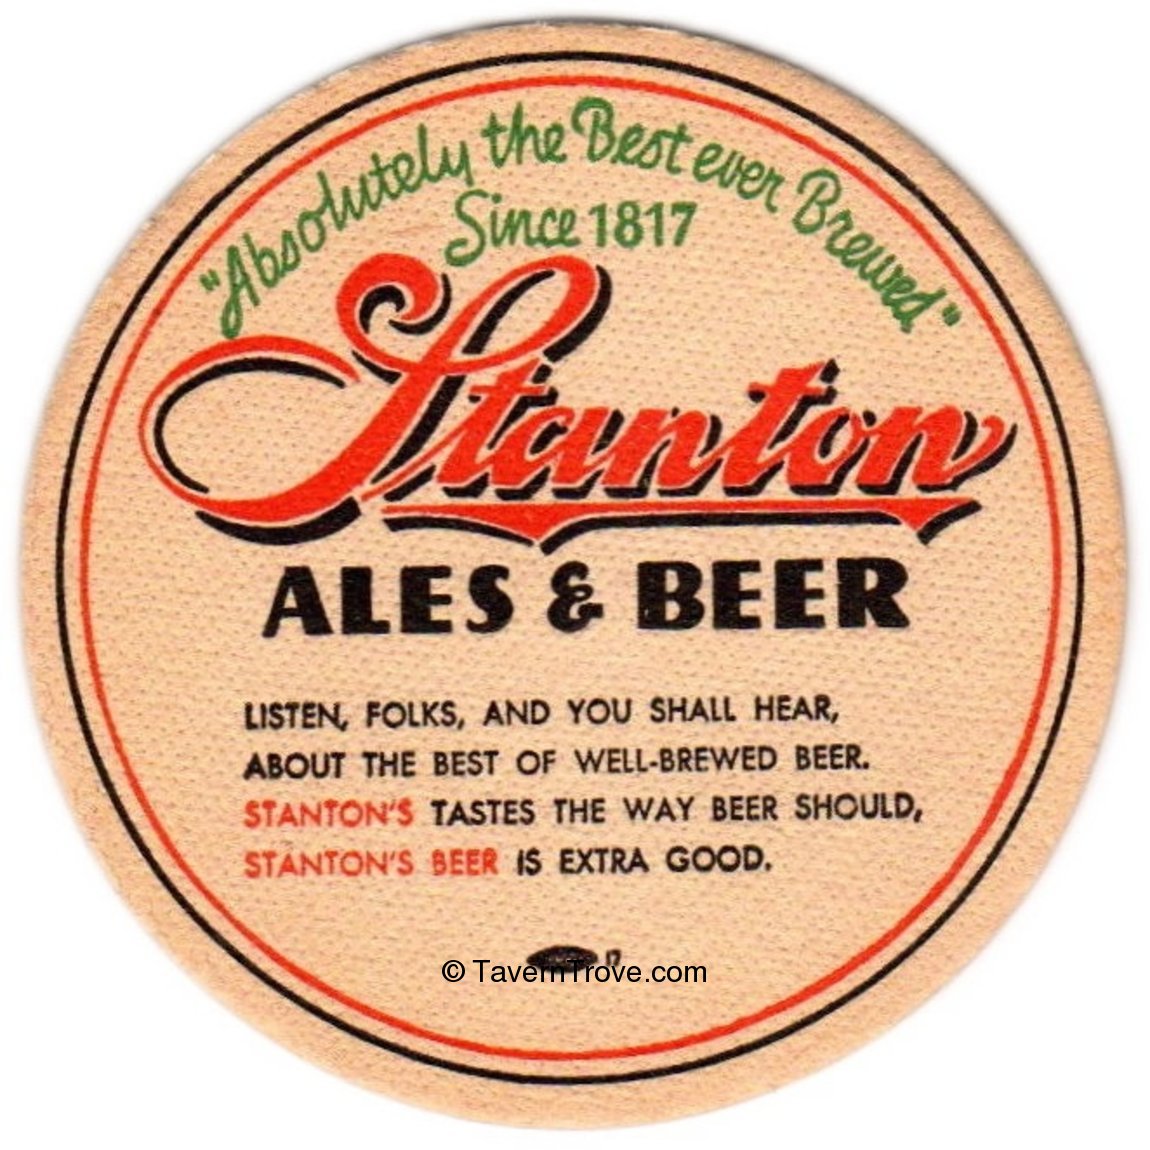 "Absolutely the Best ever Brewed"
Since 1817
Stanton
ALES & BEER
LISTEN, FOLKS, AND YOU SHALL HEAR,
ABOUT THE BEST OF WELL-BREWED BEER.
STANTON'S TASTES THE WAY BEER SHOULD,
STANTON'S BEER IS EXTRA GOOD.
17
© TavernTrove.com